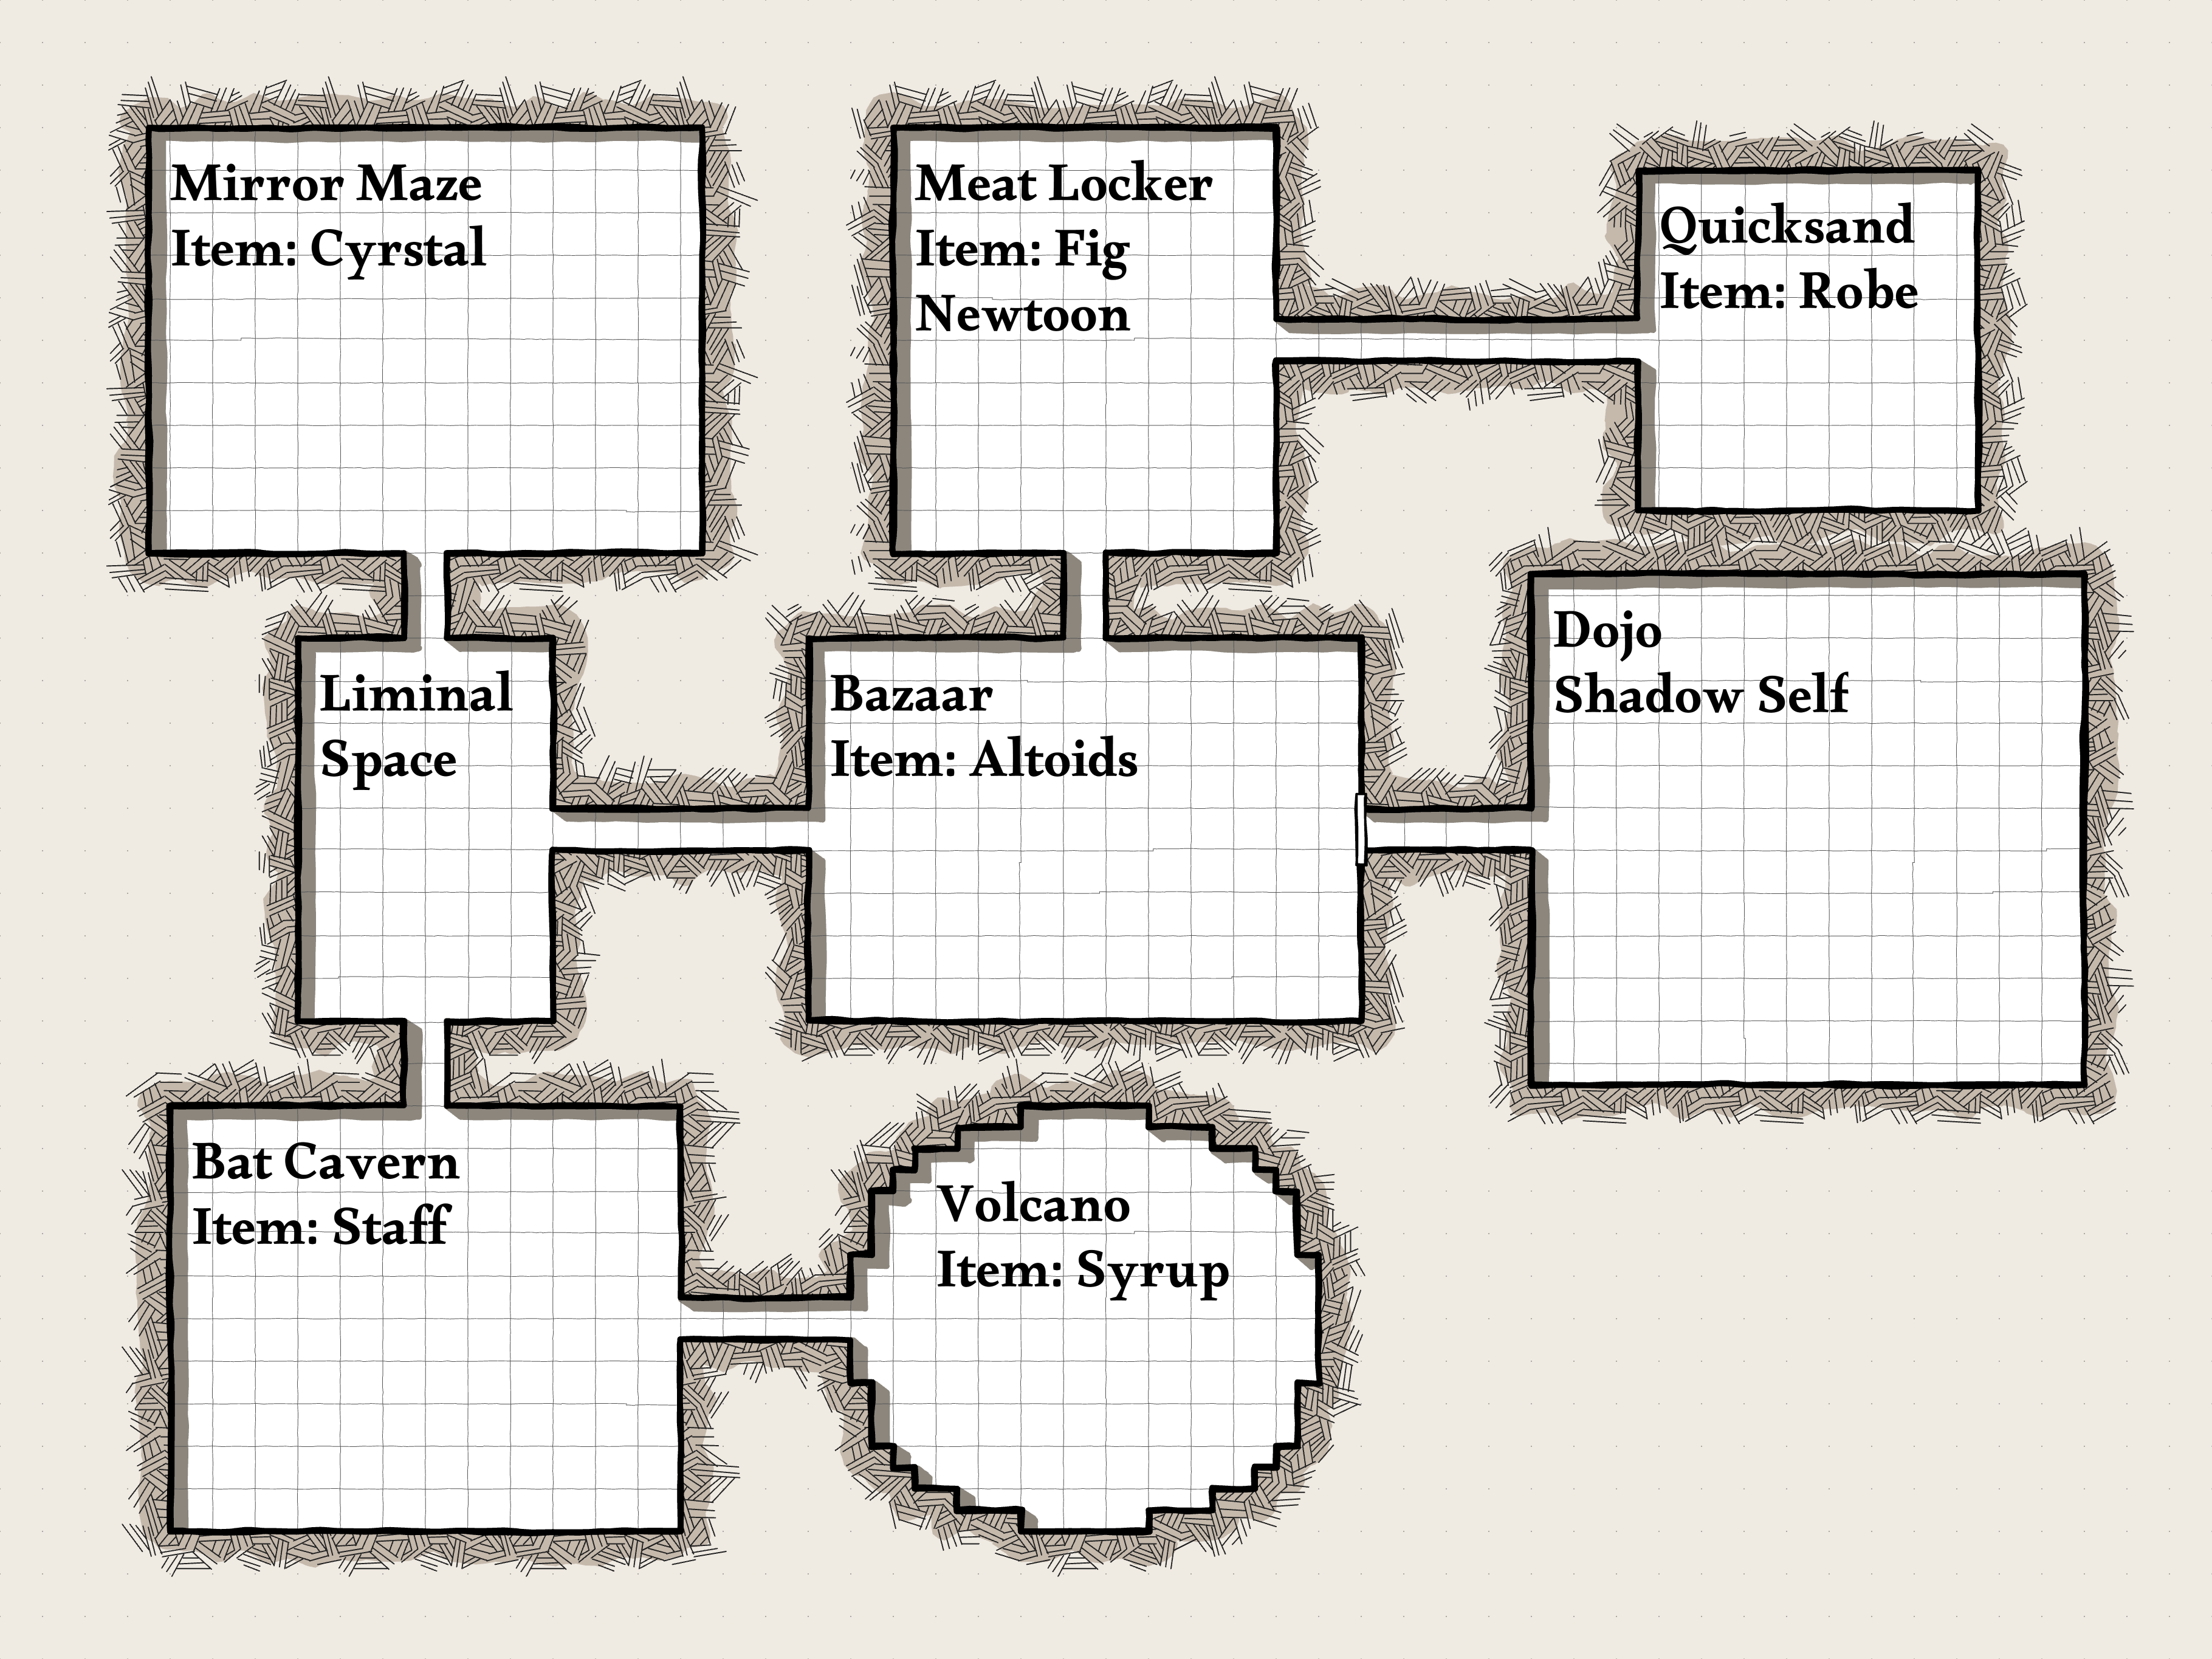 Mirror Maze
Item: Cyrstal
Meat Locker
Item: Fig
Newtoon
Quicksand
Item: Robe
Liminal
Space
Bazaar
Item: Altoids
Dojo
Shadow Self
Bat Cavern
Item: Staff
Volcano
Item: Syrup